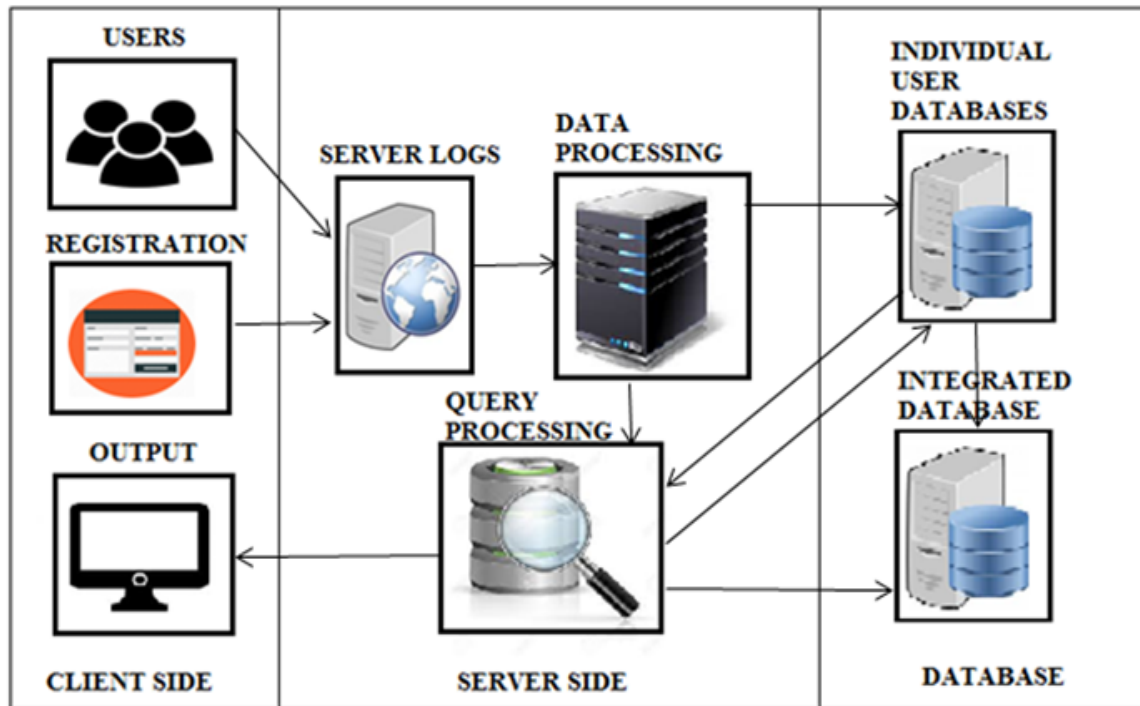 USERS
REGISTRATION
OUTPUT
CLIENT SIDE
SERVER LOGS
DATA
PROCESSING
QUERY
PROCESSING
SERVER SIDE
INDIVIDUAL
USER
DATABASES
INTEGRATED
DATABASE
DATABASE